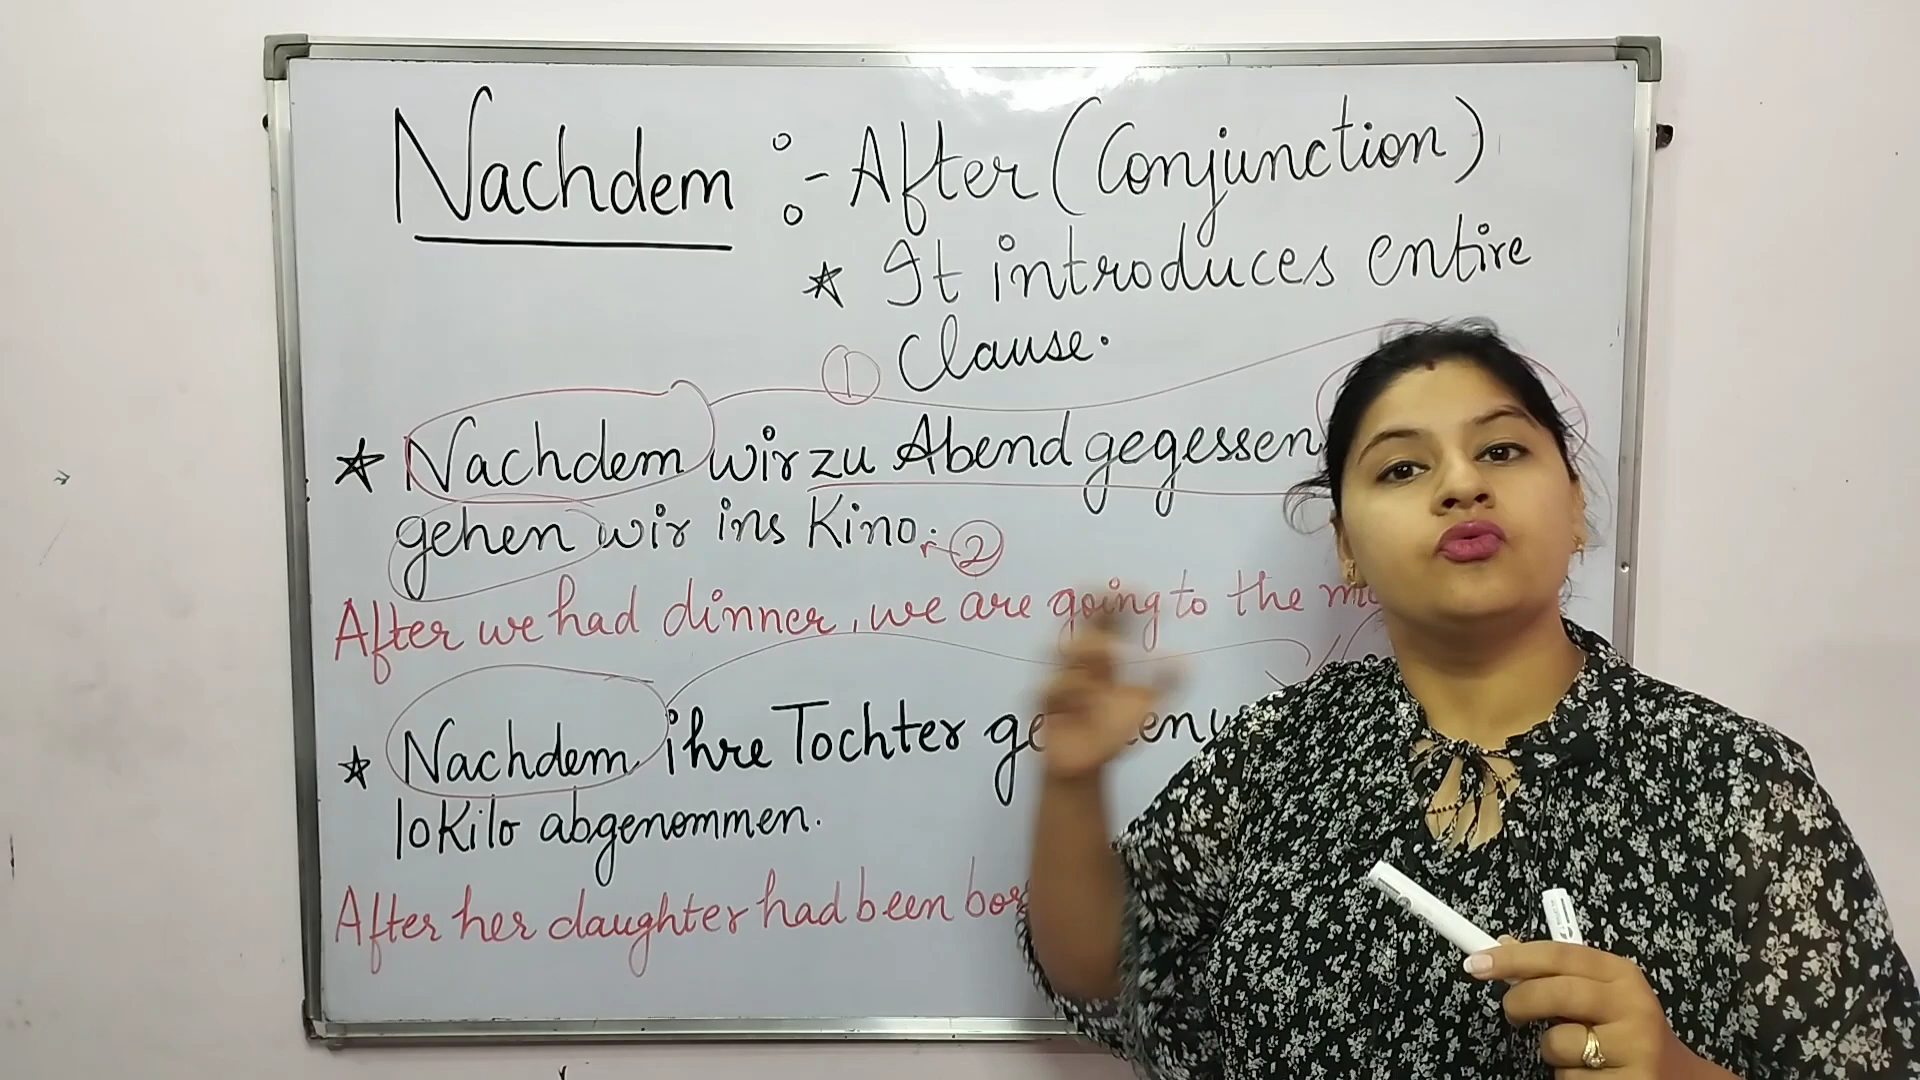 Nachdem :- After (Conjunction)
* It introduces entire
clause.
1
* Nachdem wir zu Abend gegessen
gehen wir ins Kino.
2
After we had dinner, we are going to the
* Nachdem ihre Tochter
10 Kilo abgenommen.
After her daughter had been